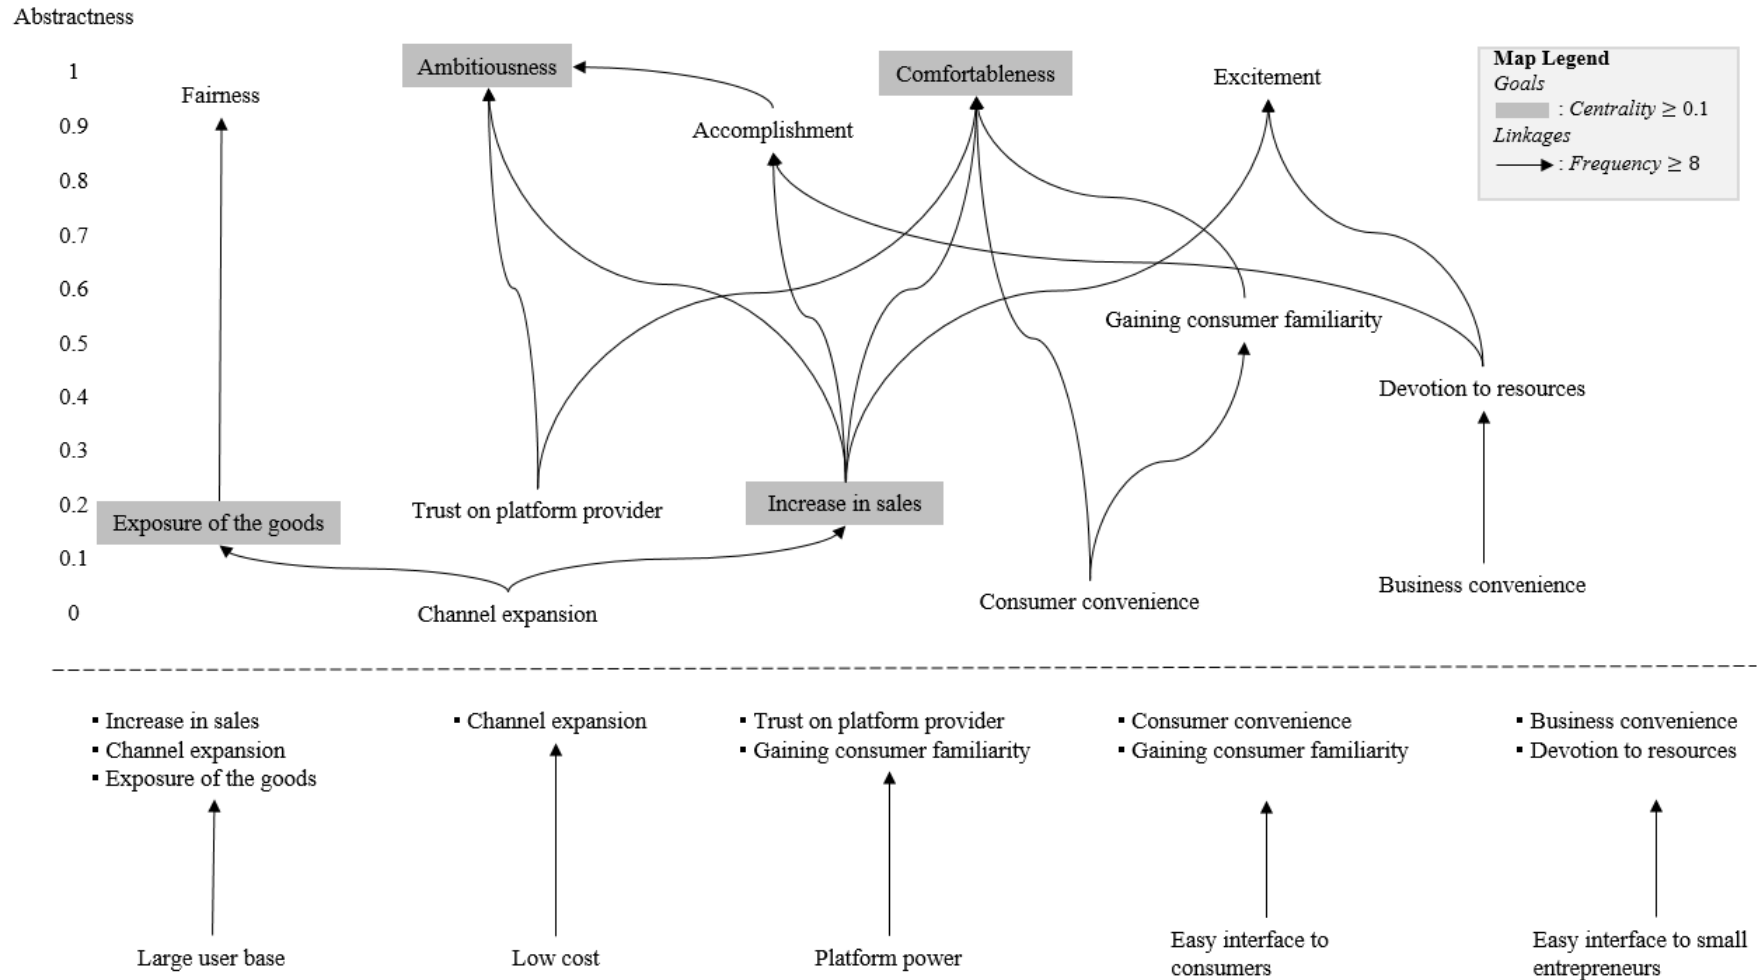 Abstractness
1
0.9
0.8
0.7
0.6
0.5
0.4
0.3
0.2
0.1
0
Fairness
Ambitiousness
Accomplishment
Comfortableness
Excitement
Map Legend
Goals
: Centrality ≥ 0.1
Linkages
: Frequency ≥ 8
Gaining consumer familiarity
Devotion to resources
Exposure of the goods
Trust on platform provider
Increase in sales
Channel expansion
Consumer convenience
Business convenience
▪ Increase in sales
▪ Channel expansion
▪ Exposure of the goods
▪ Channel expansion
▪ Trust on platform provider
▪ Gaining consumer familiarity
▪ Consumer convenience
▪ Gaining consumer familiarity
▪ Business convenience
▪ Devotion to resources
Large user base
Low cost
Platform power
Easy interface to
consumers
Easy interface to small
entrepreneurs